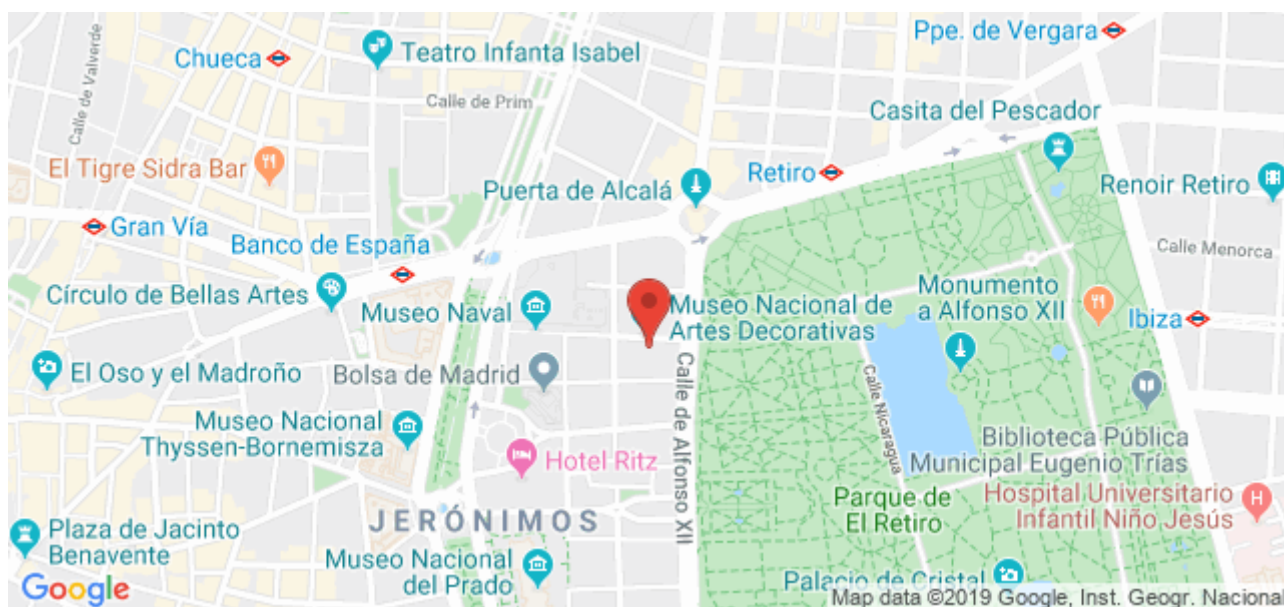 Ppe. de Vergara
Chueca
Teatro Infanta Isabel
Calle de Valverde
Calle de Prim
Casita del Pescador
El Tigre Sidra Bar
Puerta de Alcalá
Retiro
Renoir Retiro
Gran Vía
Banco de España
Calle Menorca
Círculo de Bellas Artes
Museo Naval
Museo Nacional de
Artes Decorativas
Monumento
a Alfonso XII
Ibiza
El Oso y el Madroño
Bolsa de Madrid
Calle de Alfonso XII
Calle Nicaragua
Museo Nacional
Thyssen-Bornemisza
Hotel Ritz
Biblioteca Pública
Municipal Eugenio Trías
Parque de
El Retiro
Hospital Universitario
Infantil Niño Jesús
H
JERÓNIMOS
Plaza de Jacinto
Benavente
Museo Nacional
del Prado
Palacio de Cristal
Google
Map data ©2019 Google, Inst. Geogr. Naciona